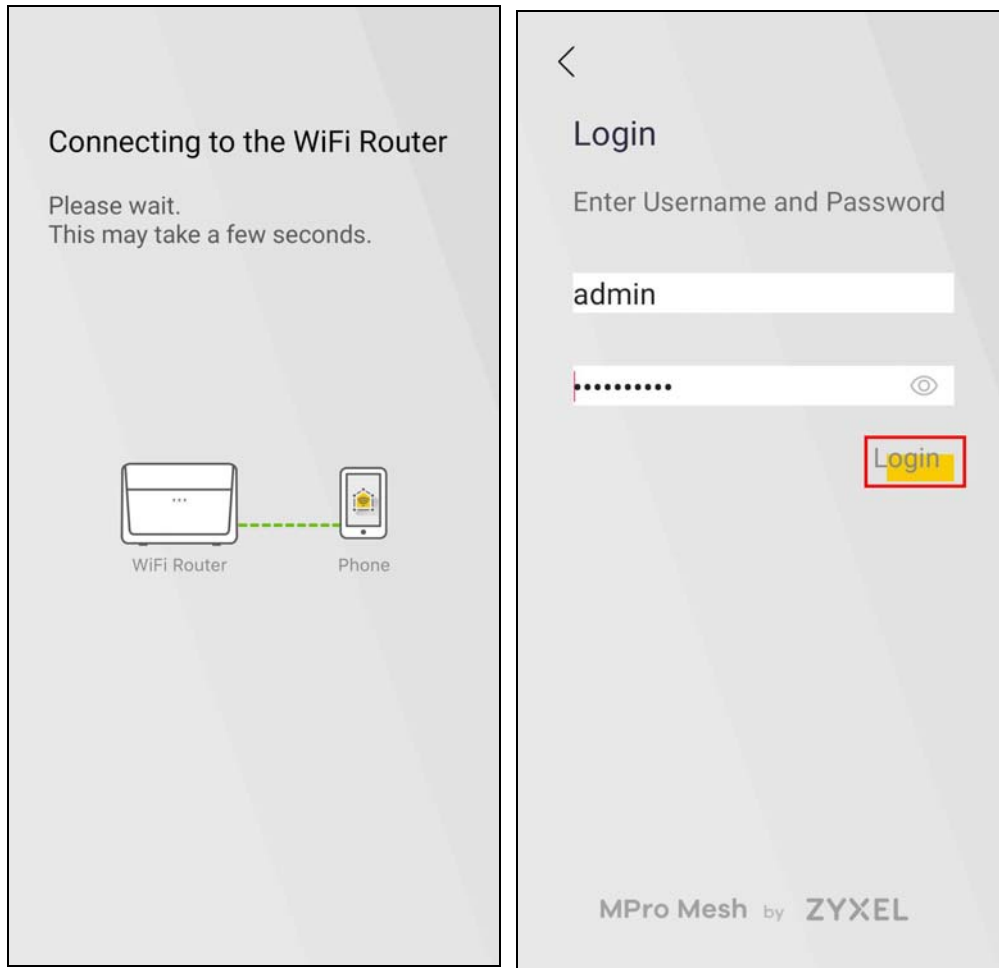 Connecting to the WiFi Router
Please wait.
This may take a few seconds.
WiFi Router
Phone
Login
Enter Username and Password
admin
••••••••••
Login
MPro Mesh by ZYXEL